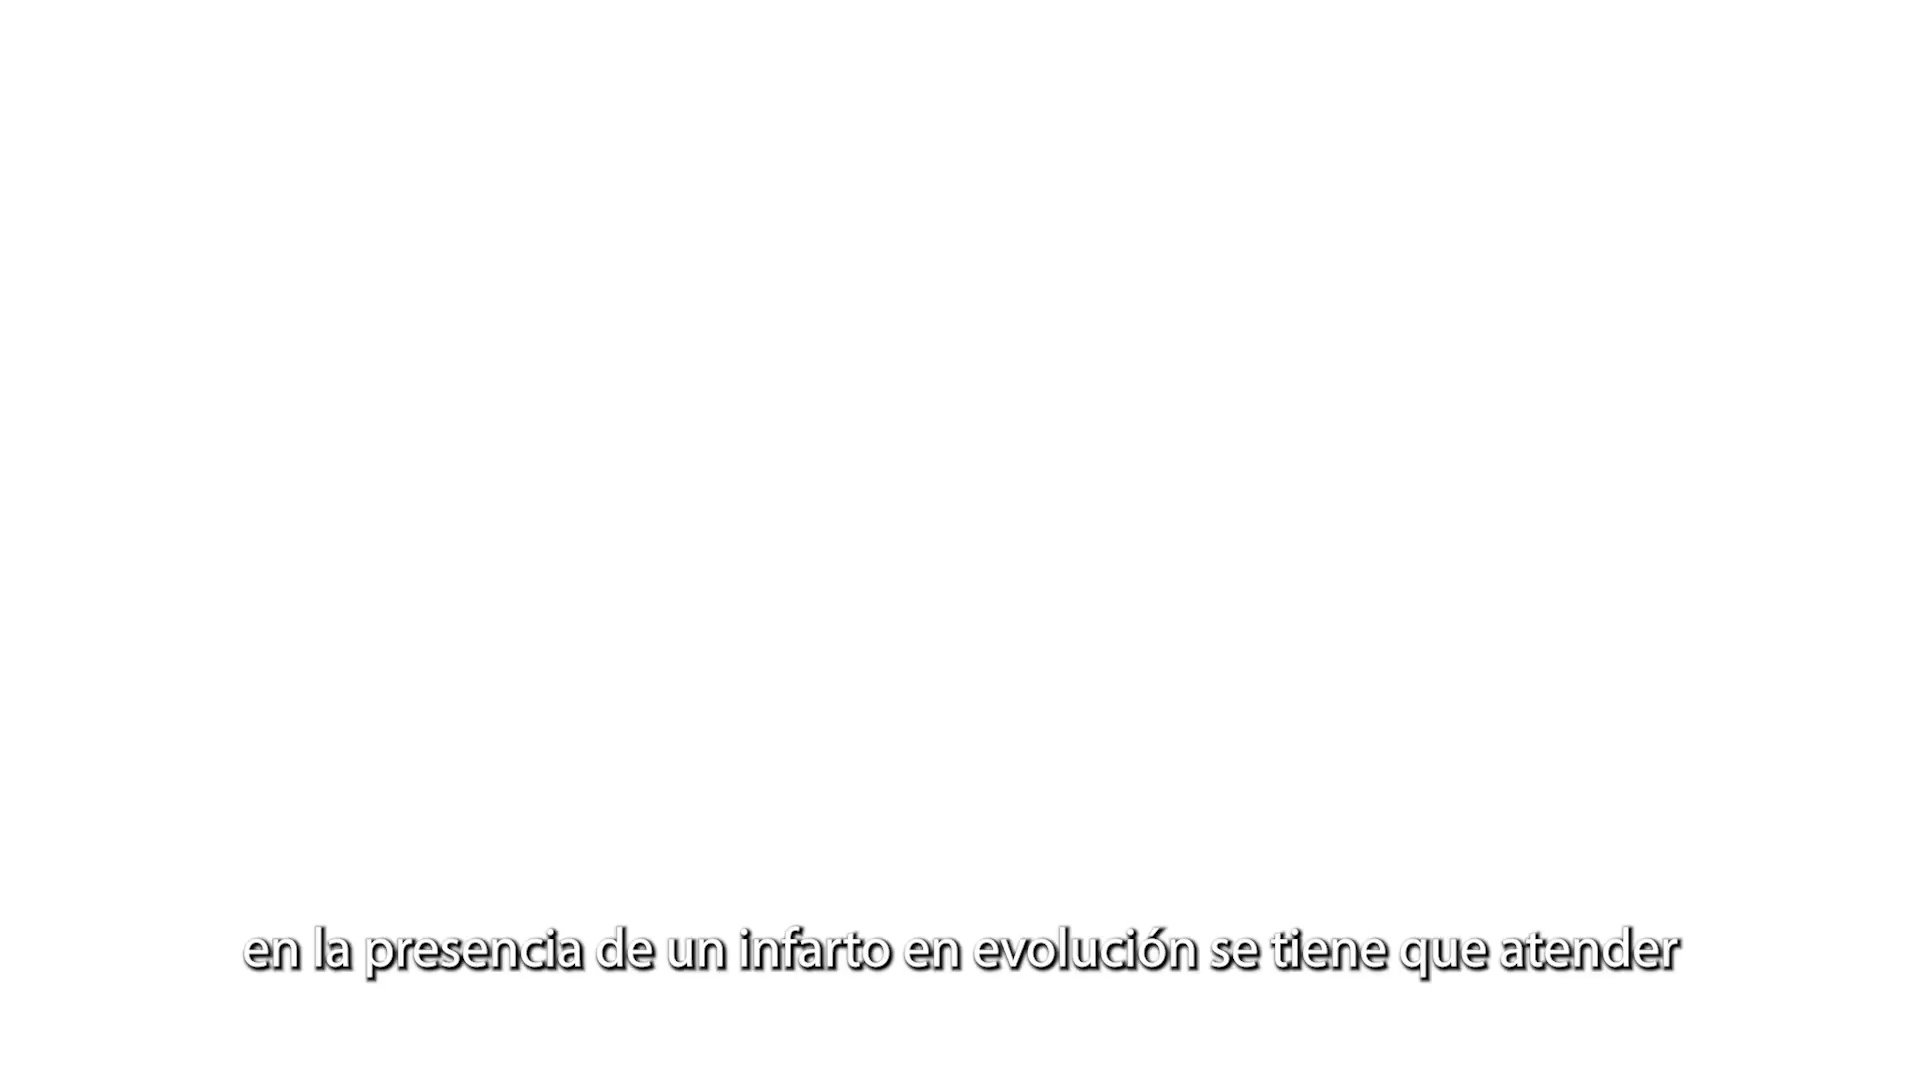 en la presencia de un infarto en evolución se tiene que atender